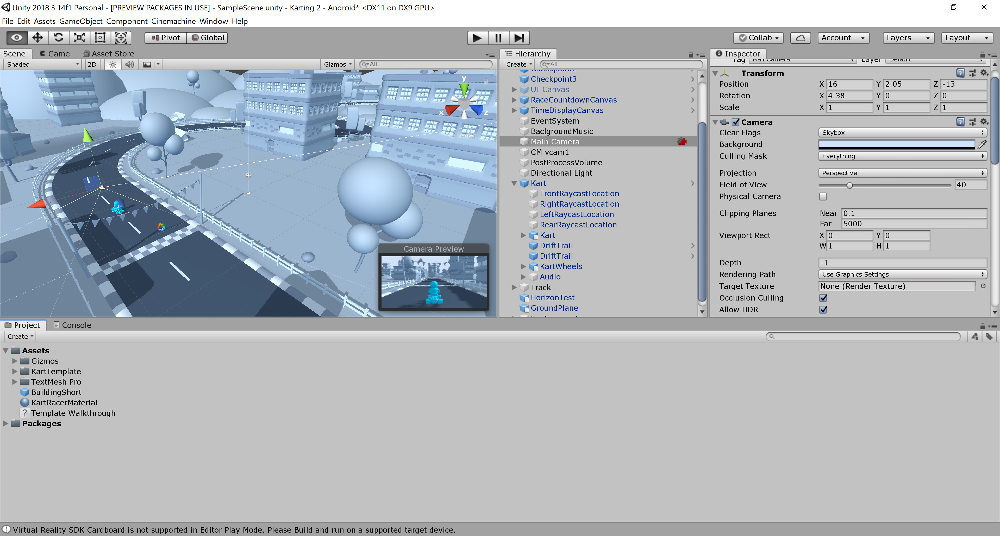 Unity 2018.3.14f1 Personal - [PREVIEW PACKAGES IN USE] - SampleScene.unity - Karting 2 - Android* <DX11 on DX9 GPU>
File Edit Assets GameObject Component Cinemachine Window Help
Pivot Global Collab Account Layers Layout
Scene Game Asset Store
Shaded 2D Gizmos All
y
x z
Camera Preview
Hierarchy
Create All
Checkpoint2
Checkpoint3
UI Canvas
RaceCountdownCanvas
TimeDisplayCanvas
EventSystem
BaclgroundMusic
Main Camera
CM vcam1
PostProcessVolume
Directional Light
Kart
FrontRaycastLocation
RightRaycastLocation
LeftRaycastLocation
RearRaycastLocation
Kart
DriftTrail
DriftTrail
KartWheels
Audio
Track
HorizonTest
GroundPlane
Inspector
Tag MainCamera Layer Default
Transform
Position X 16 Y 2.05 Z -13
Rotation X 4.38 Y 0 Z 0
Scale X 1 Y 1 Z 1
Camera
Clear Flags Skybox
Background
Culling Mask Everything
Projection Perspective
Field of View 40
Physical Camera
Clipping Planes Near 0.1
Far 5000
Viewport Rect X 0 Y 0
W 1 H 1
Depth -1
Rendering Path Use Graphics Settings
Target Texture None (Render Texture)
Occlusion Culling
Allow HDR
Project Console
Create
Assets
Gizmos
KartTemplate
TextMesh Pro
BuildingShort
KartRacerMaterial
? Template Walkthrough
Packages
Virtual Reality SDK Cardboard is not supported in Editor Play Mode. Please Build and run on a supported target device.